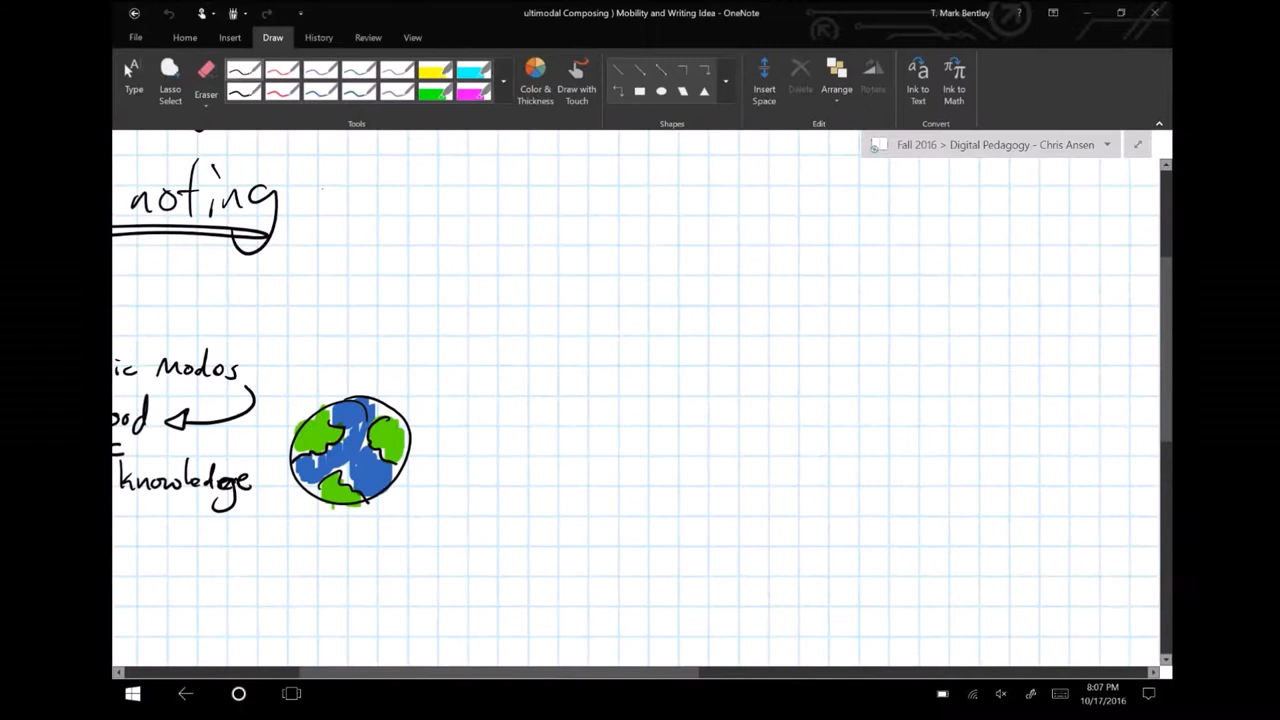 ultimodal Composing ) Mobility and Writing Idea - OneNote
T. Mark Bentley
?
File
Home
Insert
Draw
History
Review
View
Type
Lasso Select
Eraser
Color & Thickness
Draw with Touch
Insert Space
Delete
Arrange
Rotate
Ink to Text
Ink to Math
Tools
Shapes
Edit
Convert
Fall 2016 > Digital Pedagogy - Chris Ansen
noting
ic Modos
ood
knowledge
8:07 PM
10/17/2016